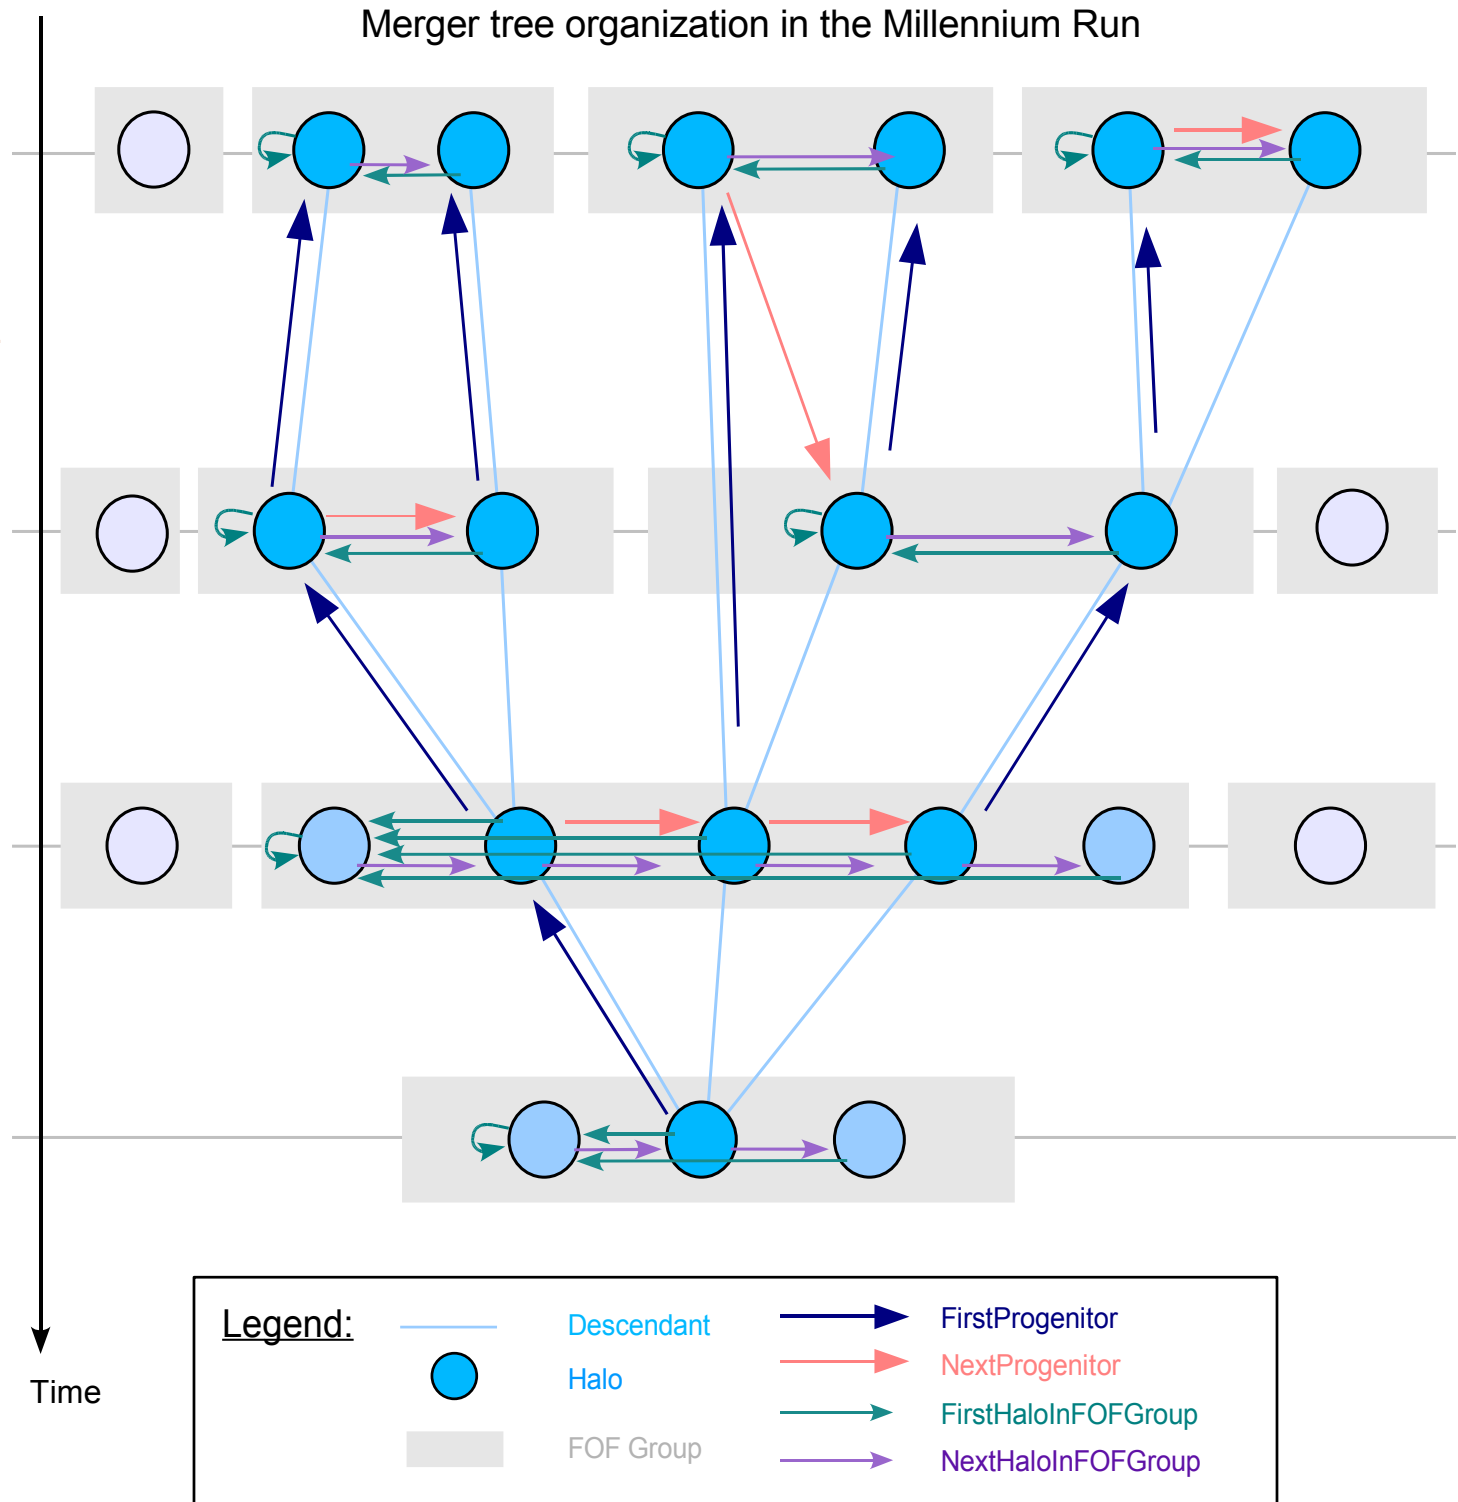 Merger tree organization in the Millennium Run
Time
Legend:
Descendant
Halo
FOF Group
FirstProgenitor
NextProgenitor
FirstHaloInFOFGroup
NextHaloInFOFGroup